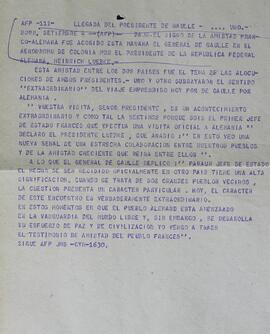 AFP -111- LLEGADA DEL PRESIDENTE DE GAULLE - .... UNO.-
BONN, SETIEMBRE 5 --(AFP)-- BAJO EL SIGNO DE LA AMISTAD FRAN-
CO-ALEMANA FUE ACOGIDO ESTA MAÑANA EL GENERAL DE GAULLE EN EL
AERODROMO DE COLONIA POR EL PRESIDENTE DE LA REPUBLICA FEDERAL
ALEMANA, HEINRICH LUEBKE.-
ESTA AMISTAD ENTRE LOS DOS PAISES FUE EL TEMA DE LAS ALOCU-
CIONES DE AMBOS PRESIDENTES.- UNO Y OTRO SUBRAYARON EL SENTIDO
"EXTRAORDINARIO" DEL VIAJE EMPRENDIDO HOY POR DE GAULLE POR
ALEMANIA .
" VUESTRA VISITA, SEÑOR PRESIDENTE , ES UN ACONTECIMIENTO
EXTRAORDINARIO Y COMO TAL LO SENTIMOS PORQUE SOIS EL PRIMER JEFE
DE ESTADO FRANCES QUE EFECTUA UNA VISITA OFICIAL A ALEMANIA "
DECLARO EL PRESIDENTE LUEBKE, QUE AÑADIO " EN ESTO VEO UNA
NUEVA SEÑAL DE UNA ESTRECHA COLABORACION ENTRE NUESTROS PUEBLOS Y
DE LA AMISTAD CRECIENTE QUE REINA ENTRE ELLOS ".
A LO QUE EL GENERAL DE GAULLE REPLICO " PARA UN JEFE DE ESTADO
EL HECHO DE SER RECIBIDO OFICIALMENTE EN OTRO PAIS TIENE UNA ALTA
SIGNIFICACION, CUANDO SE TRATA DE DOS GRANDES PUEBLOS VECINOS ,
LA CUESTION PRESENTA UN CARACTER PARTICULAR . HOY, EL CARACTER
DE ESTE ENCUENTRO ES VERDADERAMENTE EXTRAORDINARIO.
EN ESTOS MOMENTOS EN QUE EL PUEBLO ALEMAN ESTA AMENAZADO
EN LA VANGUARDIA DEL MUNDO LIBRE Y, SIN EMBARGO, SE DESARROLLA
SU ESFUERZO DE PAZ Y DE CIVILIZACION YO VENGO A TRAER
EL TESTIMONIO DE AMISTAD DEL PUEBLO FRANCES".
SIGUE AFP JMS -GYR-1630.